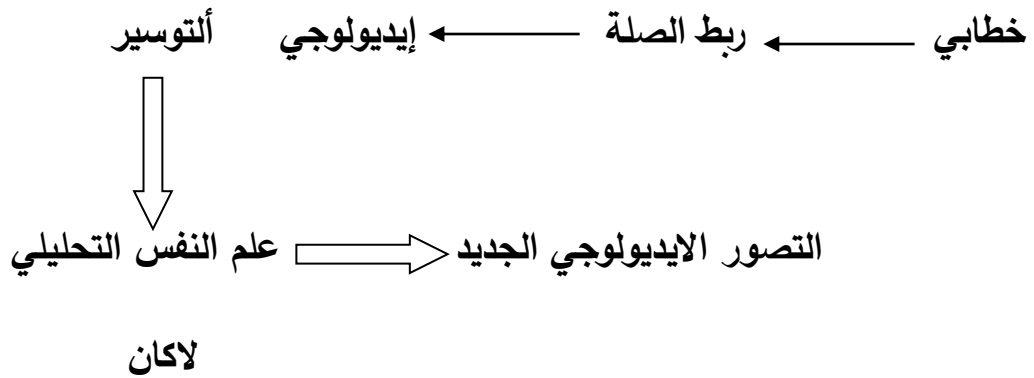 خطابي ربط الصلة إيديولوجي ألتوسير
علم النفس التحليلي التصور الايديولوجي الجديد
لاكان